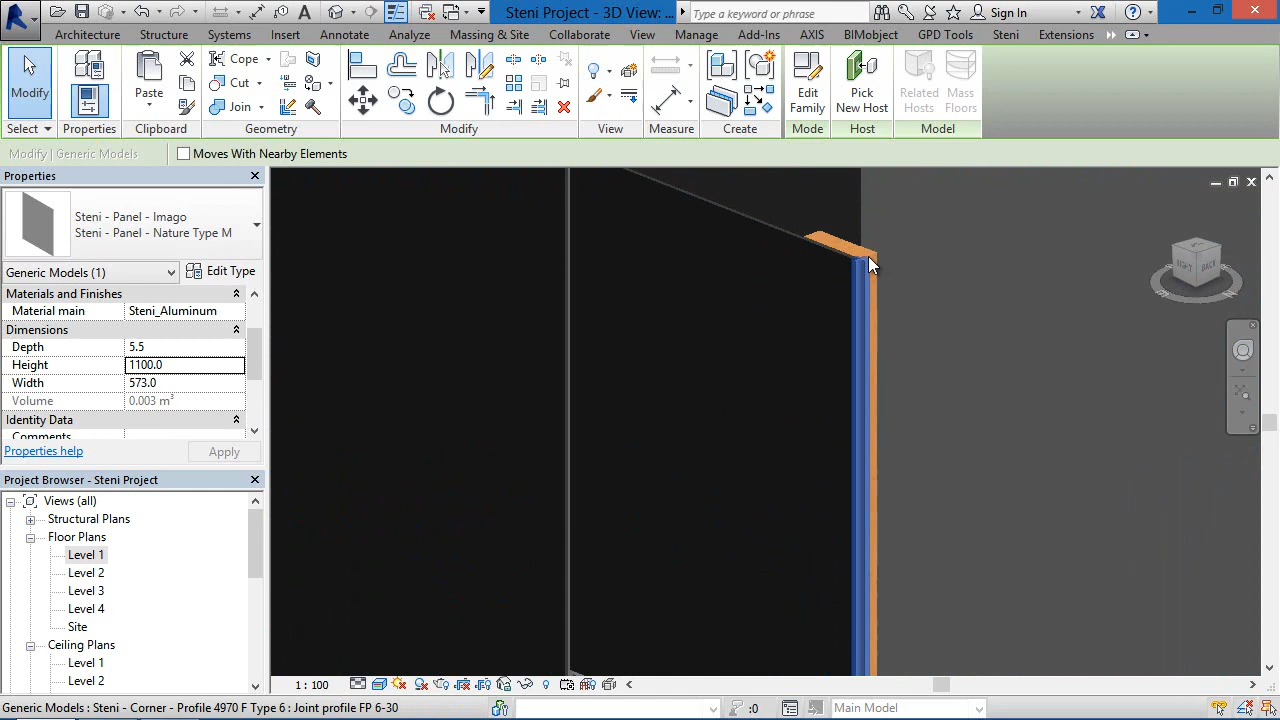 Steni Project - 3D View: ...
Type a keyword or phrase
Sign In
Architecture
Structure
Systems
Insert
Annotate
Analyze
Massing & Site
Collaborate
View
Manage
Add-Ins
AXIS
BIMobject
GPD Tools
Steni
Extensions
Modify
Paste
Cut
Join
Edit
Family
Pick
New Host
Related
Hosts
Mass
Floors
Select
Properties
Clipboard
Geometry
Modify
View
Measure
Create
Mode
Host
Model
Modify | Generic Models
Moves With Nearby Elements
Properties
Steni - Panel - Imago
Steni - Panel - Nature Type M
Generic Models (1)
Edit Type
Materials and Finishes
Material main Steni_Aluminum
Dimensions
Depth 5.5
Height 1100.0
Width 573.0
Volume 0.003 m³
Identity Data
Comments
Properties help
Apply
Project Browser - Steni Project
Views (all)
Structural Plans
Floor Plans
Level 1
Level 2
Level 3
Level 4
Site
Ceiling Plans
Level 1
Level 2
RIGHT
BACK
1 : 100
Generic Models : Steni - Corner - Profile 4970 F Type 6 : Joint profile FP 6-30
:0
Main Model